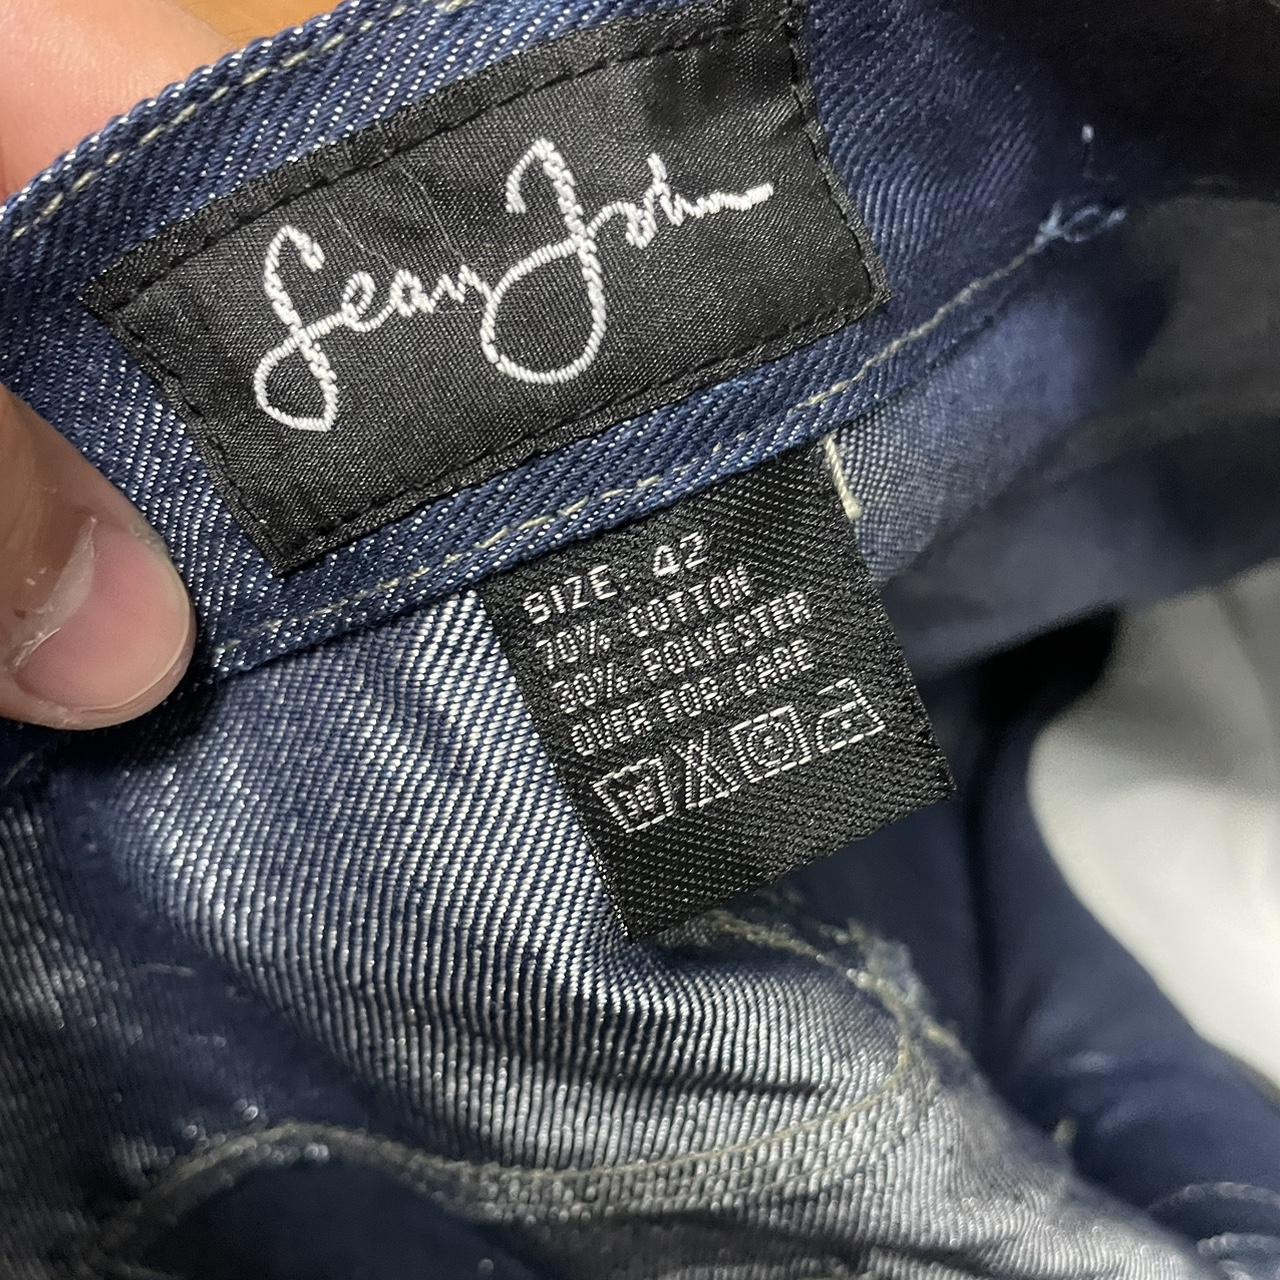 Sean John
SIZE 42
70% COTTON
30% POLYESTER
OVER FOR CARE
W